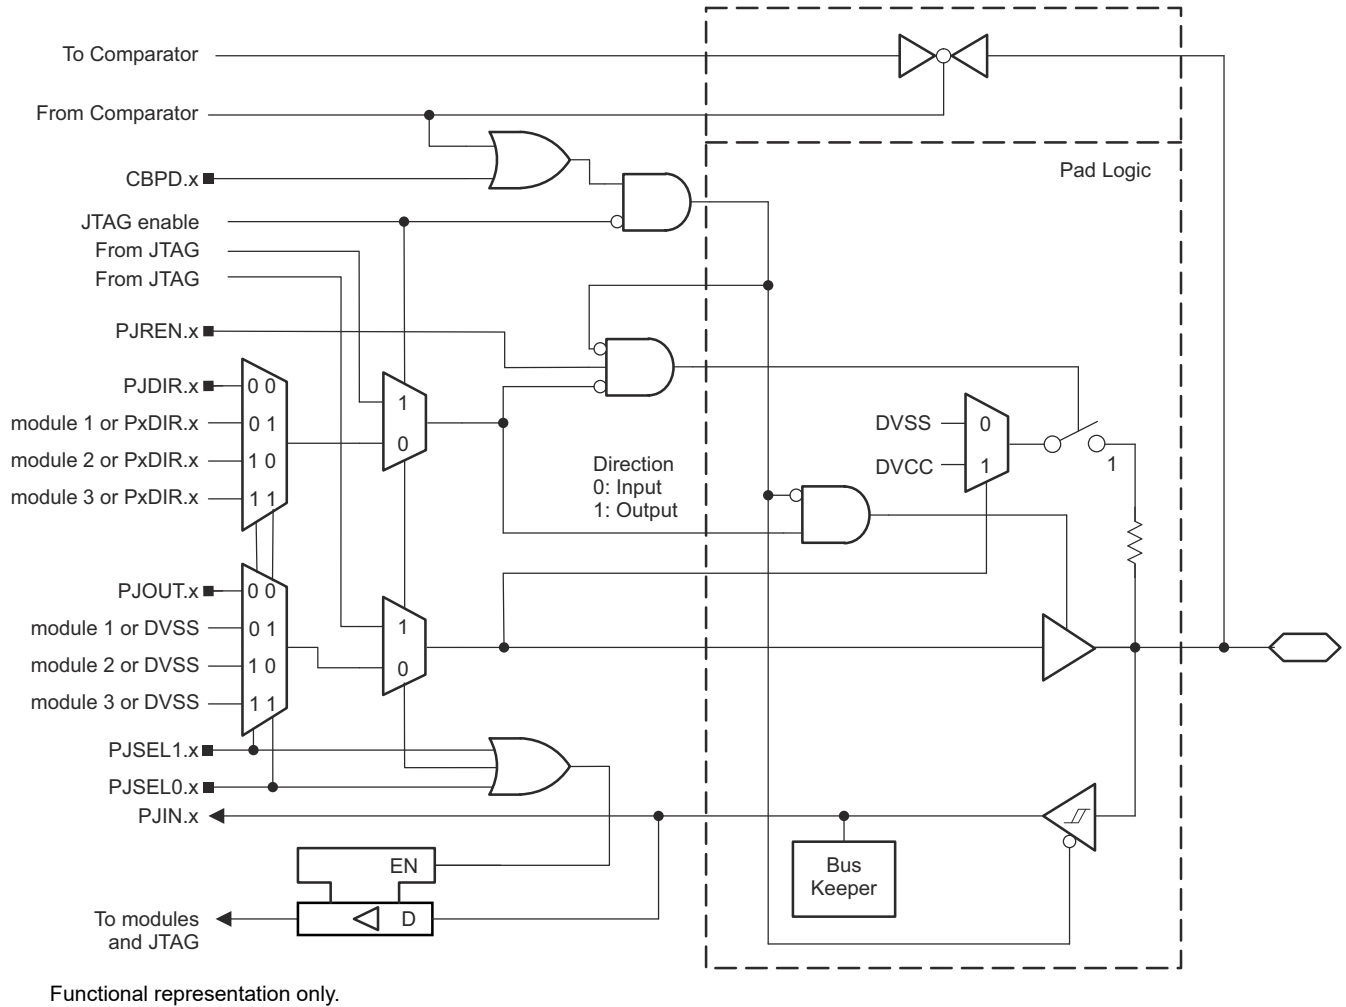 To Comparator
From Comparator
Pad Logic
CBPD.x
JTAG enable
From JTAG
From JTAG
PJREN.x
PJDIR.x
0 0
module 1 or PxDIR.x
0 1
module 2 or PxDIR.x
1 0
module 3 or PxDIR.x
1 1
1
0
DVSS
0
DVCC
1
1
Direction
0: Input
1: Output
PJOUT.x
0 0
module 1 or DVSS
0 1
module 2 or DVSS
1 0
module 3 or DVSS
1 1
1
0
PJSEL1.x
PJSEL0.x
PJIN.x
Bus
Keeper
EN
D
To modules
and JTAG
Functional representation only.